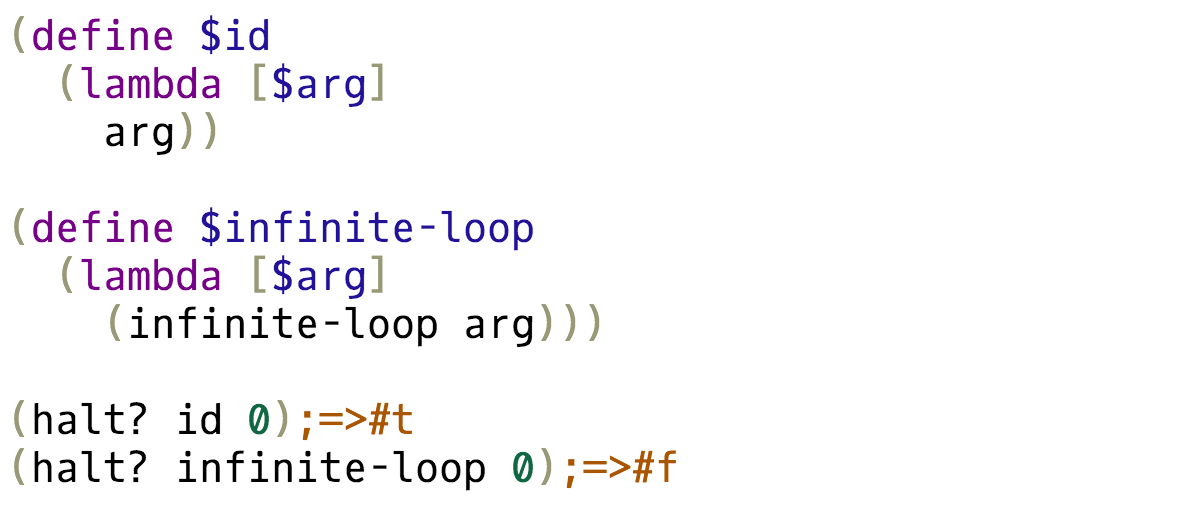 (define $id
  (lambda [$arg]
    arg))

(define $infinite-loop
  (lambda [$arg]
    (infinite-loop arg)))

(halt? id 0);=>#t
(halt? infinite-loop 0);=>#f